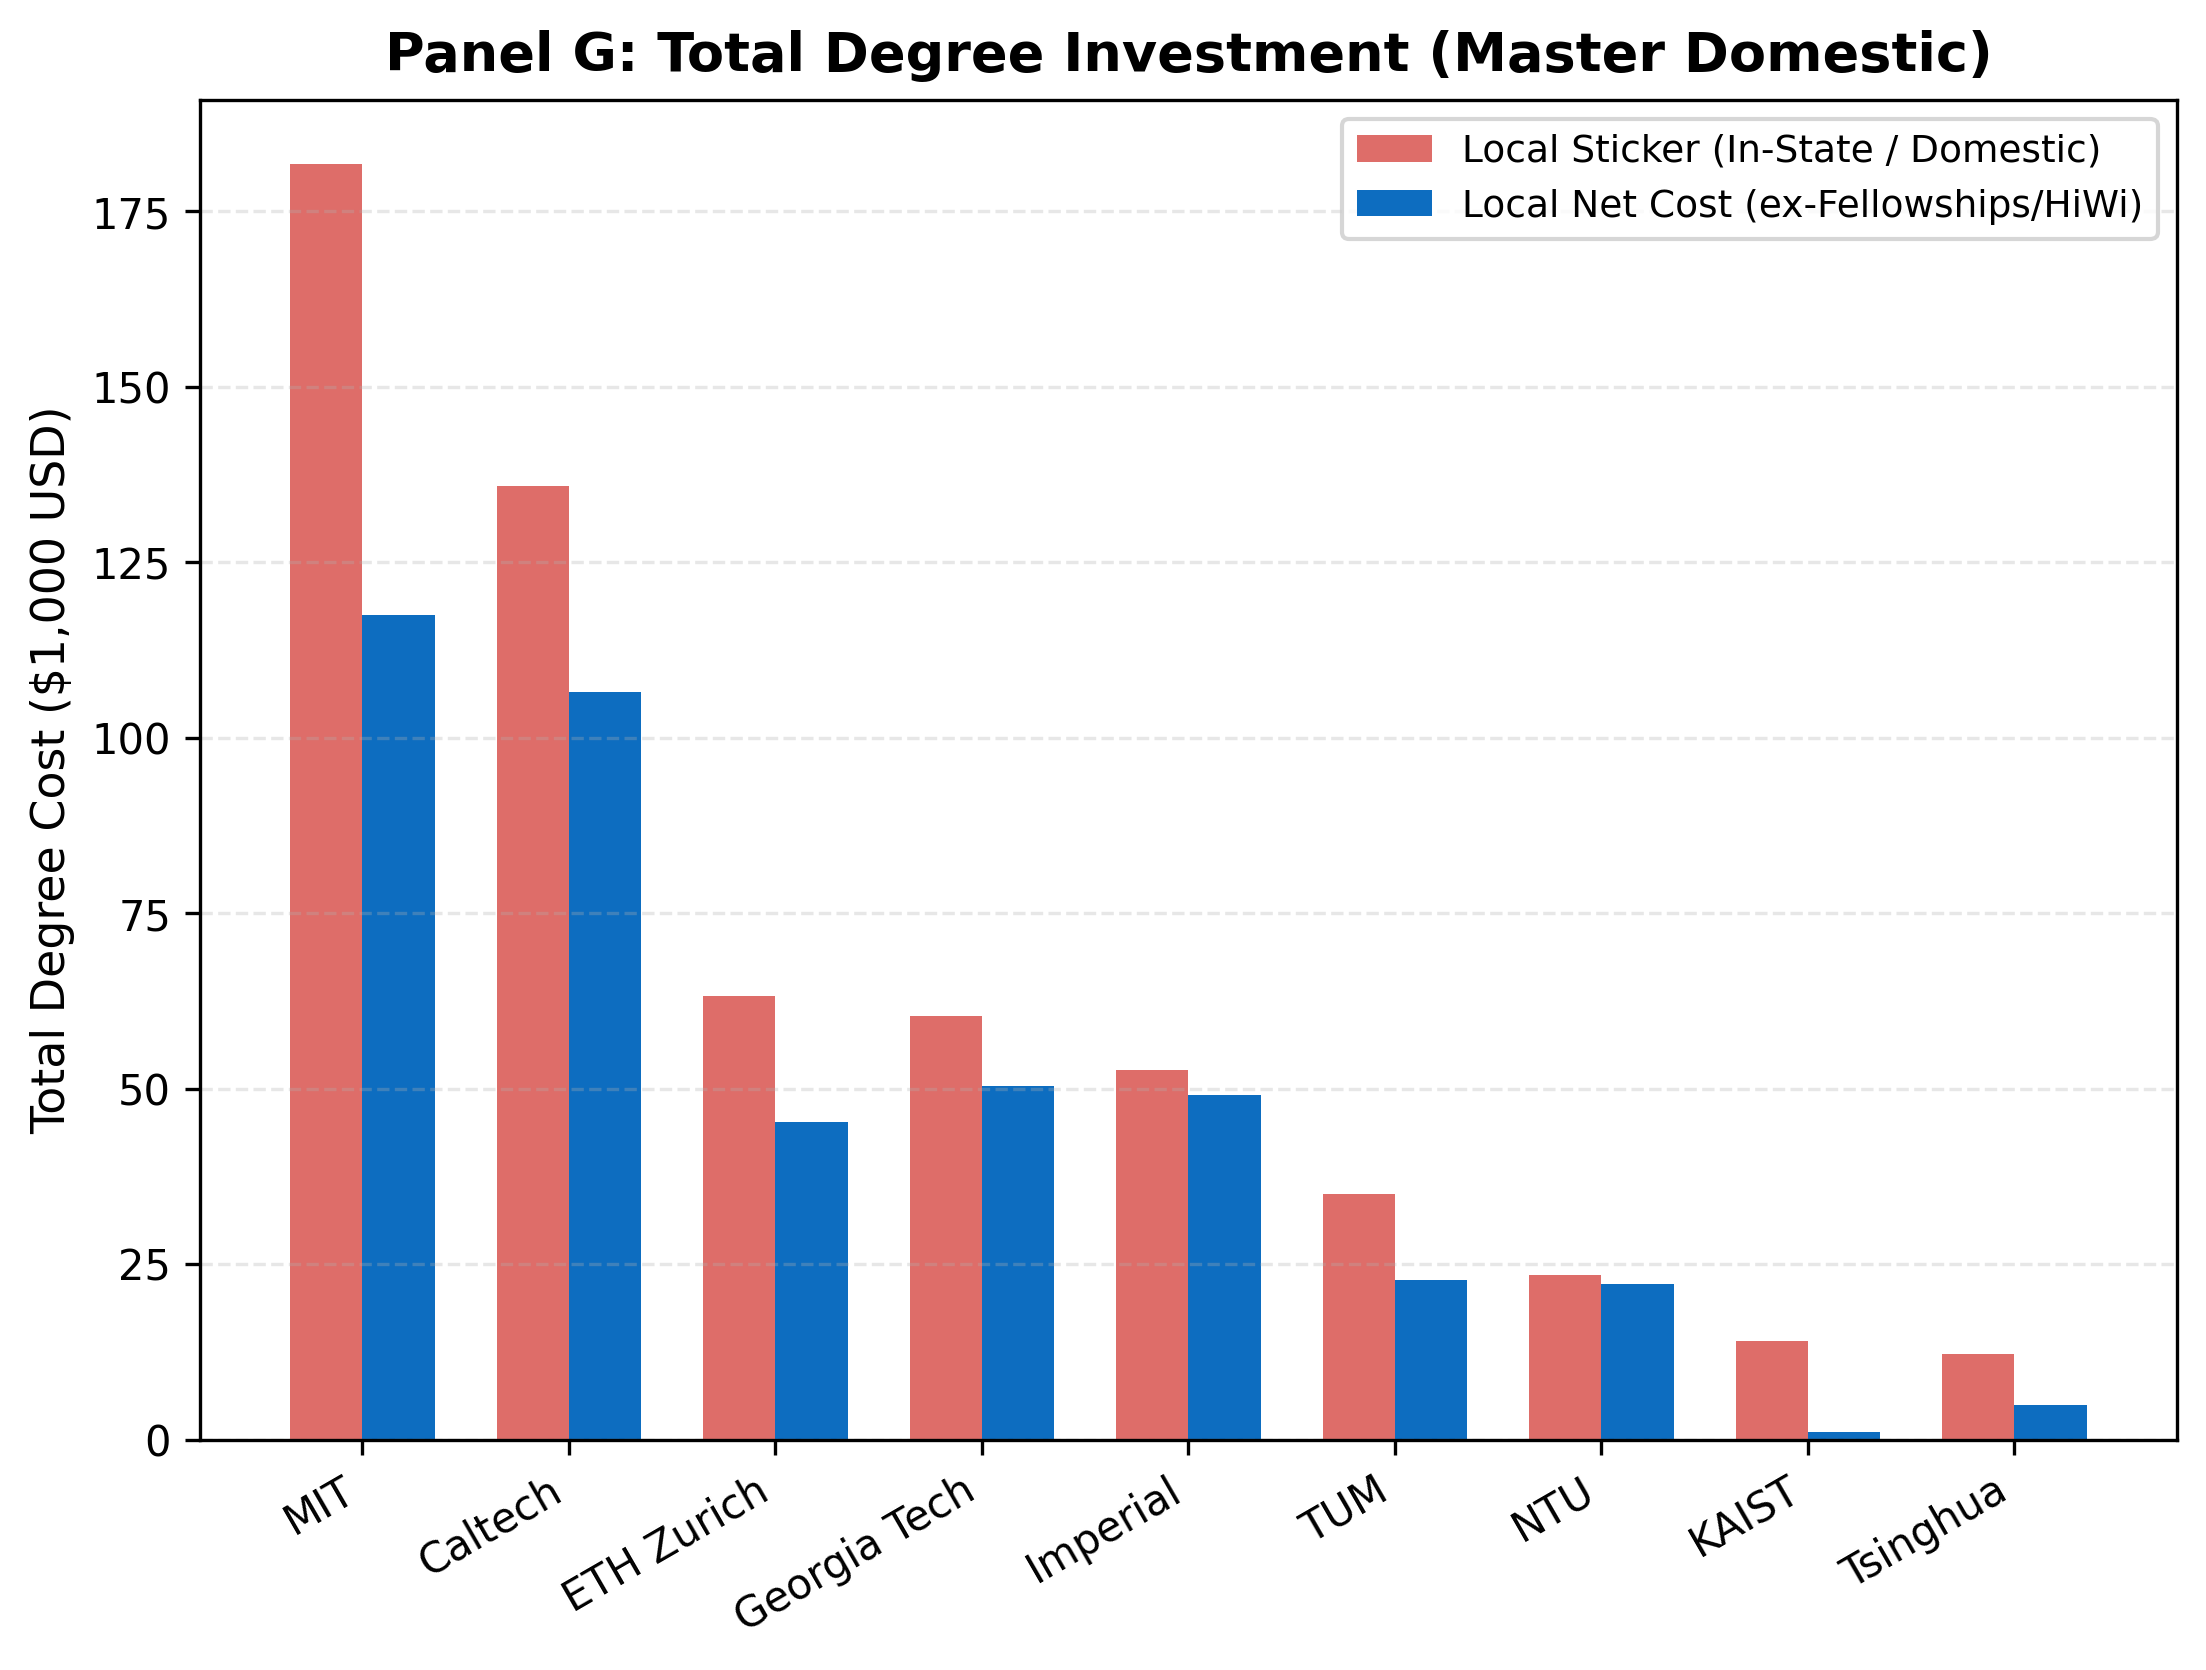 Panel G: Total Degree Investment (Master Domestic)
Local Sticker (In-State / Domestic)
Local Net Cost (ex-Fellowships/HiWi)
Total Degree Cost ($1,000 USD)
175
150
125
100
75
50
25
0
MIT
Caltech
ETH Zurich
Georgia Tech
Imperial
TUM
NTU
KAIST
Tsinghua